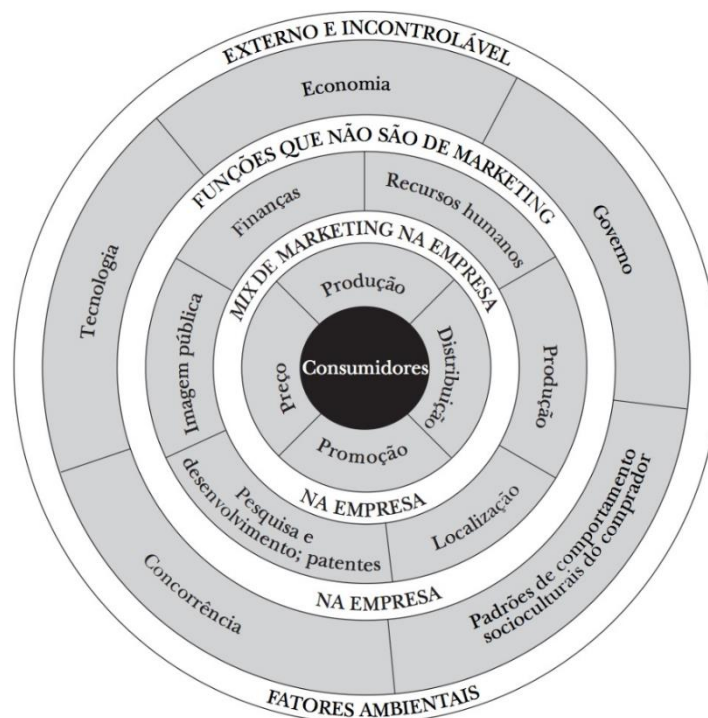 EXTERNO E INCONTROLÁVEL
Economia
Governo
Tecnologia
FUNÇÕES QUE NÃO SÃO DE MARKETING
Finanças
Recursos humanos
Imagem pública
Produção
MIX DE MARKETING NA EMPRESA
Produção
Preço
Consumidores
Distribuição
Promoção
NA EMPRESA
Pesquisa e
desenvolvimento; patentes
Localização
NA EMPRESA
Concorrência
Padrões de comportamento
socioculturais do comprador
FATORES AMBIENTAIS